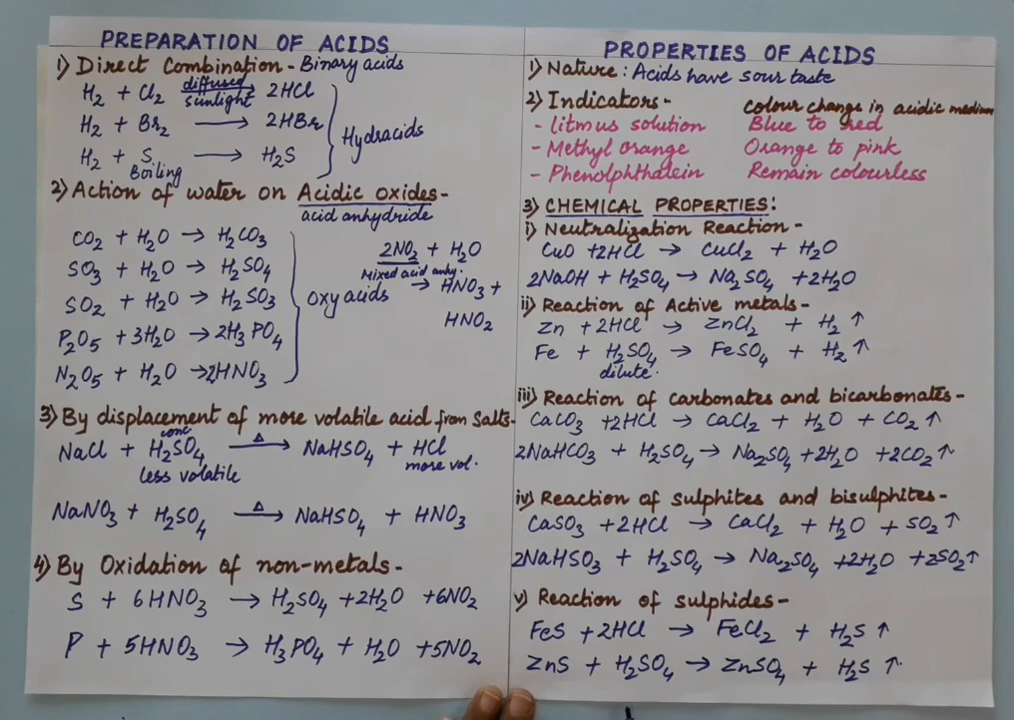 PREPARATION OF ACIDS
1) Direct Combination - Binary acids
H₂ + Cl₂ diffused sunlight → 2HCl
H₂ + Br₂ → 2HBr
H₂ + S → H₂S
Boiling
Hydracids
2) Action of water on Acidic oxides-
acid anhydride
CO₂ + H₂O → H₂CO₃
SO₃ + H₂O → H₂SO₄
SO₂ + H₂O → H₂SO₃
P₂O₅ + 3H₂O → 2H₃PO₄
N₂O₅ + H₂O → 2HNO₃
Oxyacids
2NO₂ + H₂O
Mixed acid anhy.
→ HNO₃ +
HNO₂
3) By displacement of more volatile acid from salts-
conc
NaCl + H₂SO₄ Δ → NaHSO₄ + HCl
less volatile
more vol.
NaNO₃ + H₂SO₄ Δ → NaHSO₄ + HNO₃
4) By Oxidation of non-metals-
S + 6HNO₃ → H₂SO₄ + 2H₂O + 6NO₂
P + 5HNO₃ → H₃PO₄ + H₂O + 5NO₂
PROPERTIES OF ACIDS
1) Nature: Acids have sour taste
2) Indicators- colour change in acidic medium
- Litmus solution Blue to red
- Methyl orange Orange to pink
- Phenolphthalein Remain colourless
3) CHEMICAL PROPERTIES:
i) Neutralization Reaction-
CuO + 2HCl → CuCl₂ + H₂O
2NaOH + H₂SO₄ → Na₂SO₄ + 2H₂O
ii) Reaction of Active metals-
Zn + 2HCl → ZnCl₂ + H₂ ↑
Fe + H₂SO₄ → FeSO₄ + H₂ ↑
dilute.
iii) Reaction of carbonates and bicarbonates-
CaCO₃ + 2HCl → CaCl₂ + H₂O + CO₂ ↑
2NaHCO₃ + H₂SO₄ → Na₂SO₄ + 2H₂O + 2CO₂ ↑
iv) Reaction of sulphites and bisulphites-
CaSO₃ + 2HCl → CaCl₂ + H₂O + SO₂ ↑
2NaHSO₃ + H₂SO₄ → Na₂SO₄ + 2H₂O + 2SO₂ ↑
v) Reaction of sulphides-
FeS + 2HCl → FeCl₂ + H₂S ↑
ZnS + H₂SO₄ → ZnSO₄ + H₂S ↑